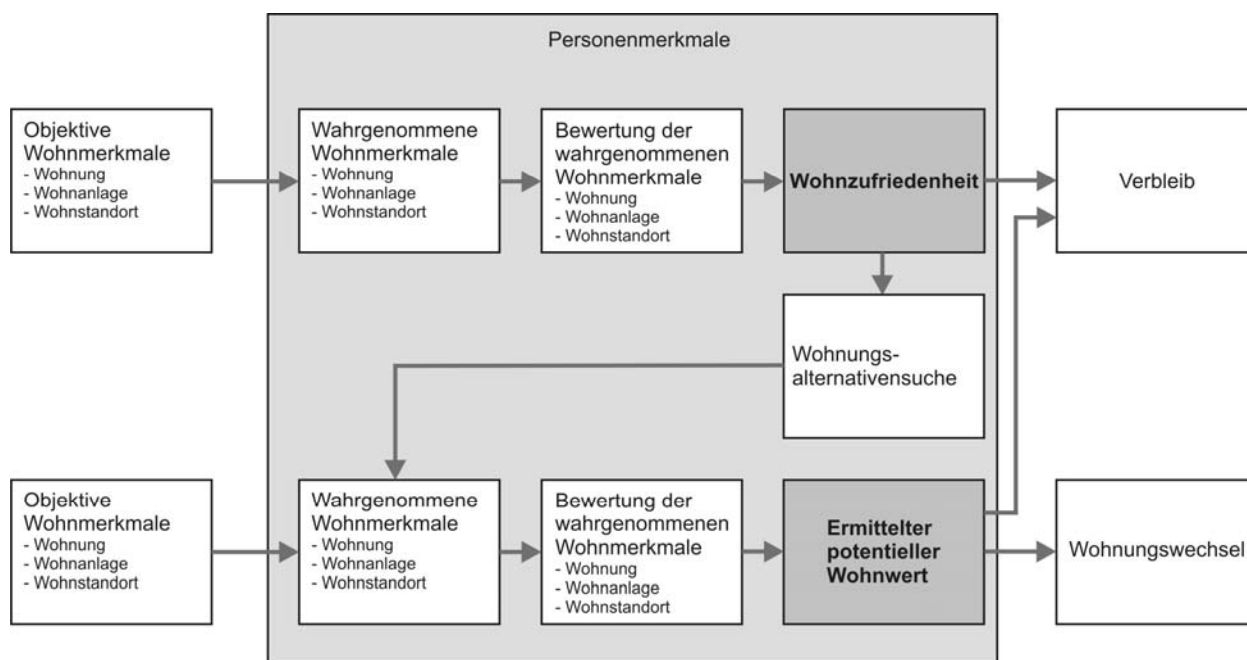 Personenmerkmale
Objektive
Wohnmerkmale
- Wohnung
- Wohnanlage
- Wohnstandort
Wahrgenommene
Wohnmerkmale
- Wohnung
- Wohnanlage
- Wohnstandort
Bewertung der
wahrgenommenen
Wohnmerkmale
- Wohnung
- Wohnanlage
- Wohnstandort
Wohnzufriedenheit
Verbleib
Wohnungs-
alternativensuche
Objektive
Wohnmerkmale
- Wohnung
- Wohnanlage
- Wohnstandort
Wahrgenommene
Wohnmerkmale
- Wohnung
- Wohnanlage
- Wohnstandort
Bewertung der
wahrgenommenen
Wohnmerkmale
- Wohnung
- Wohnanlage
- Wohnstandort
Ermittelter
potentieller
Wohnwert
Wohnungswechsel